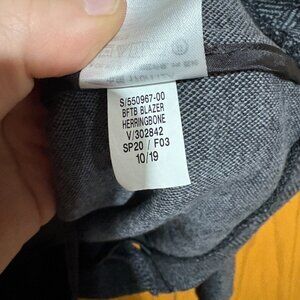 S/550967-00
BFTB BLAZER
HERRINGBONE
V/302842
SP20 / F03
10/19